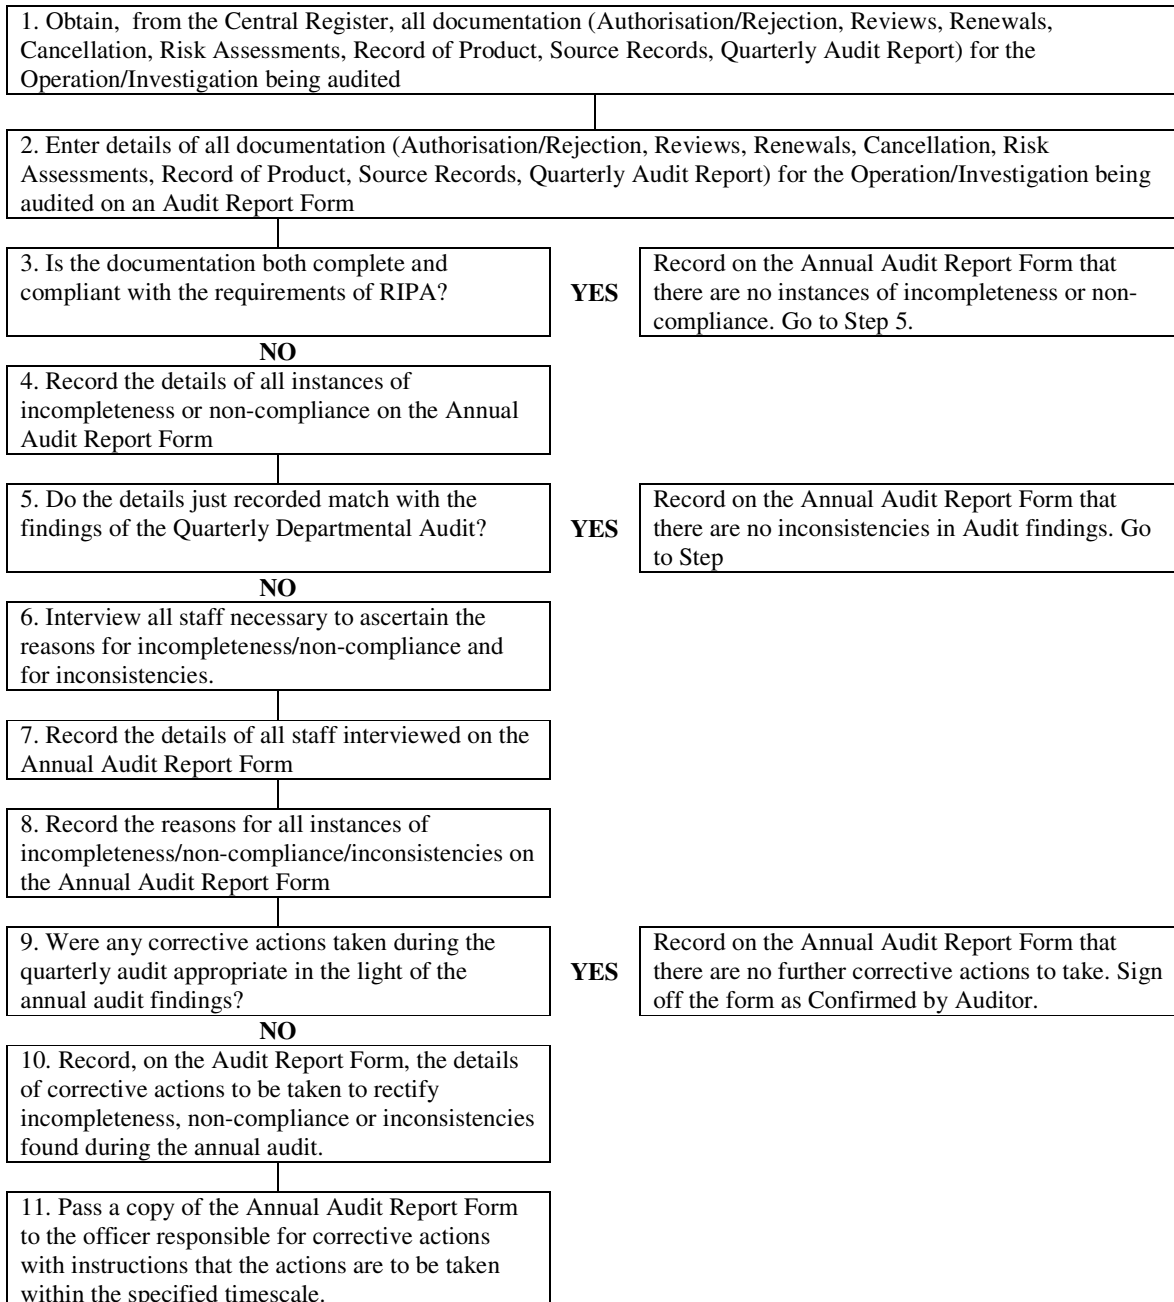 1. Obtain,  from the Central Register, all documentation (Authorisation/Rejection, Reviews, Renewals,
Cancellation, Risk Assessments, Record of Product, Source Records, Quarterly Audit Report) for the
Operation/Investigation being audited
2. Enter details of all documentation (Authorisation/Rejection, Reviews, Renewals, Cancellation, Risk
Assessments, Record of Product, Source Records, Quarterly Audit Report) for the Operation/Investigation being
audited on an Audit Report Form
3. Is the documentation both complete and
compliant with the requirements of RIPA?
YES
Record on the Annual Audit Report Form that
there are no instances of incompleteness or non-
compliance. Go to Step 5.
NO
4. Record the details of all instances of
incompleteness or non-compliance on the Annual
Audit Report Form
5. Do the details just recorded match with the
findings of the Quarterly Departmental Audit?
YES
Record on the Annual Audit Report Form that
there are no inconsistencies in Audit findings. Go
to Step
NO
6. Interview all staff necessary to ascertain the
reasons for incompleteness/non-compliance and
for inconsistencies.
7. Record the details of all staff interviewed on the
Annual Audit Report Form
8. Record the reasons for all instances of
incompleteness/non-compliance/inconsistencies on
the Annual Audit Report Form
9. Were any corrective actions taken during the
quarterly audit appropriate in the light of the
annual audit findings?
YES
Record on the Annual Audit Report Form that
there are no further corrective actions to take. Sign
off the form as Confirmed by Auditor.
NO
10. Record, on the Audit Report Form, the details
of corrective actions to be taken to rectify
incompleteness, non-compliance or inconsistencies
found during the annual audit.
11. Pass a copy of the Annual Audit Report Form
to the officer responsible for corrective actions
with instructions that the actions are to be taken
within the specified timescale.